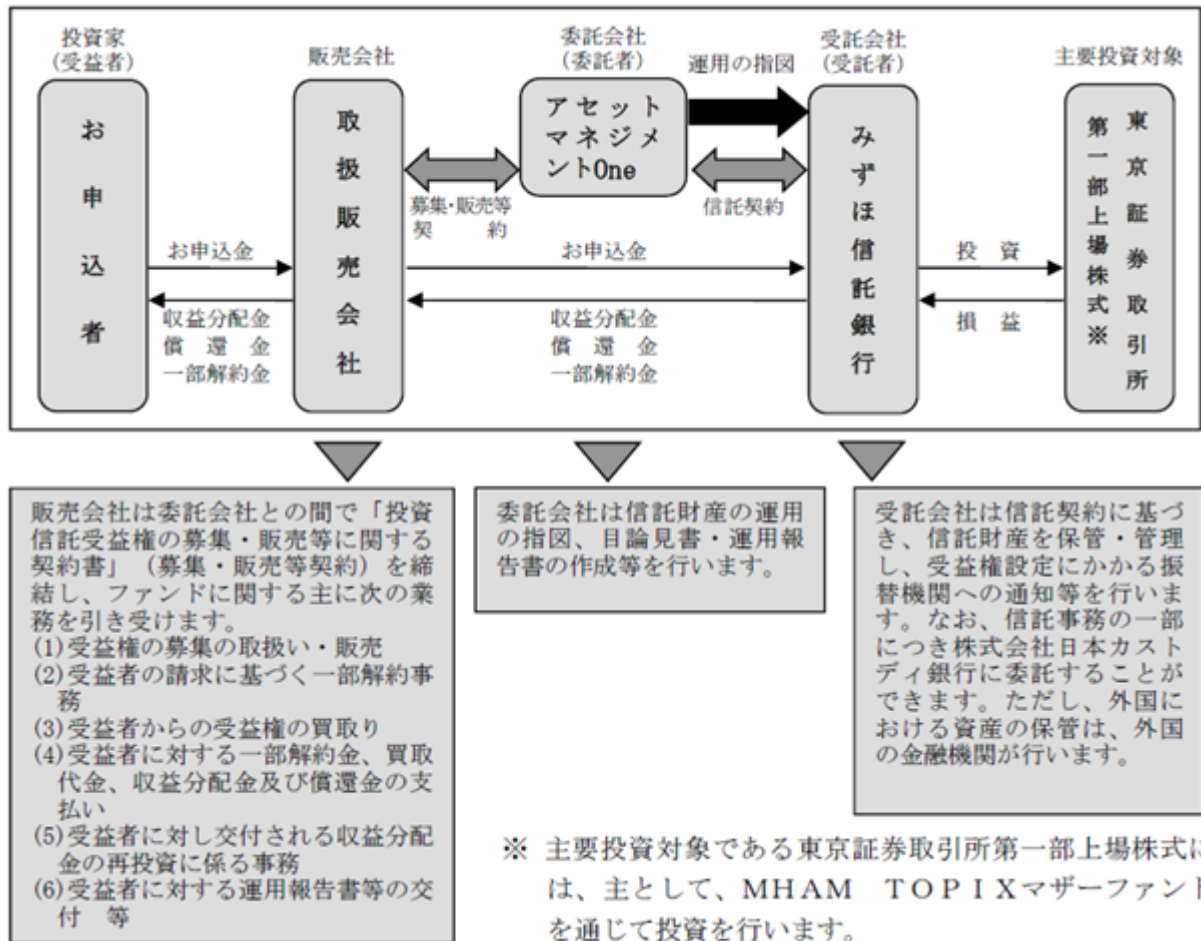 投資家
(受益者)
お申込者
販売会社
取扱販売会社
委託会社
(委託者)
アセット
マネジメ
ントOne
運用の指図
受託会社
(受託者)
みずほ信託銀行
主要投資対象
東京証券取引所
第一部上場株式※
募集・販売等
契約
信託契約
お申込金
お申込金
投資
収益分配金
償還金
一部解約金
収益分配金
償還金
一部解約金
損益
販売会社は委託会社との間で「投資
信託受益権の募集・販売等に関する
契約書」（募集・販売等契約）を締
結し、ファンドに関する主に次の業
務を引き受けます。
(1)受益権の募集の取扱い・販売
(2)受益者の請求に基づく一部解約事
務
(3)受益者からの受益権の買取り
(4)受益者に対する一部解約金、買取
代金、収益分配金及び償還金の支
払い
(5)受益者に対し交付される収益分配
金の再投資に係る事務
(6)受益者に対する運用報告書等の交
付　等
委託会社は信託財産の運用
の指図、目論見書・運用報
告書の作成等を行います。
受託会社は信託契約に基づ
き、信託財産を保管・管理
し、受益権設定にかかる振
替機関への通知等を行いま
す。なお、信託事務の一部
につき株式会社日本カスト
ディ銀行に委託することが
できます。ただし、外国に
おける資産の保管は、外国
の金融機関が行います。
※ 主要投資対象である東京証券取引所第一部上場株式に
は、主として、ＭＨＡＭ　ＴＯＰＩＸマザーファンド
を通じて投資を行います。